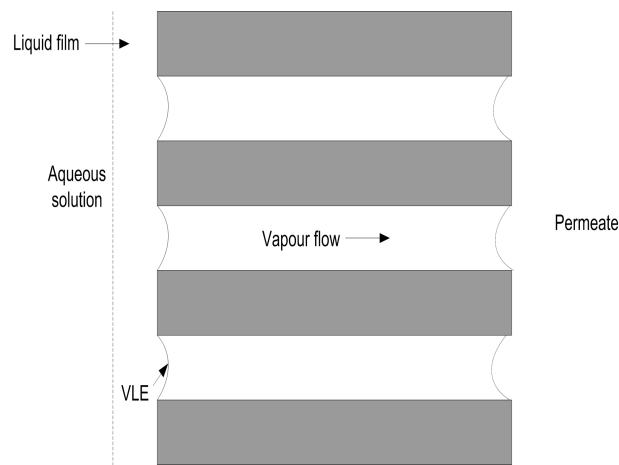 Liquid film
Aqueous
solution
Vapour flow
Permeate
VLE